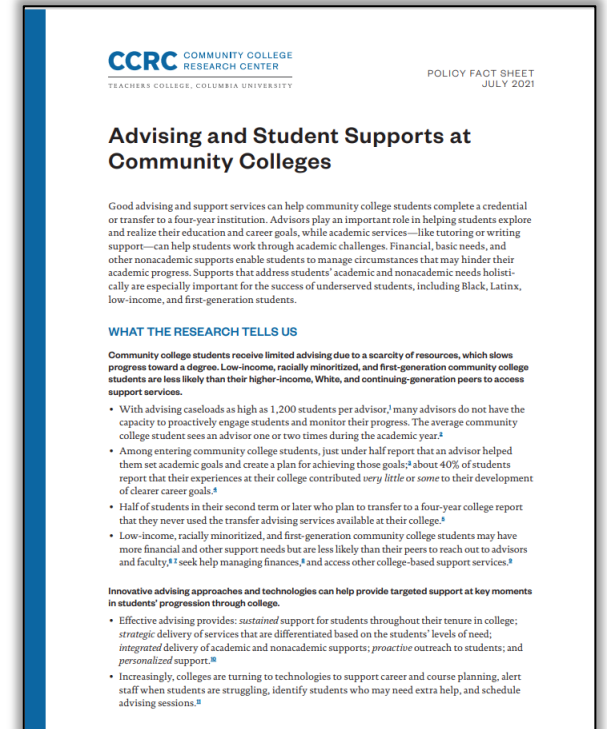 CCRC COMMUNITY COLLEGE
RESEARCH CENTER
TEACHERS COLLEGE, COLUMBIA UNIVERSITY
POLICY FACT SHEET
JULY 2021
Advising and Student Supports at
Community Colleges
Good advising and support services can help community college students complete a credential
or transfer to a four-year institution. Advisors play an important role in helping students explore
and realize their education and career goals, while academic services—like tutoring or writing
support—can help students work through academic challenges. Financial, basic needs, and
other nonacademic supports enable students to manage circumstances that may hinder their
academic progress. Supports that address students' academic and nonacademic needs holisti-
cally are especially important for the success of underserved students, including Black, Latinx,
low-income, and first-generation students.
WHAT THE RESEARCH TELLS US
Community college students receive limited advising due to a scarcity of resources, which slows
progress toward a degree. Low-income, racially minoritized, and first-generation community college
students are less likely than their higher-income, White, and continuing-generation peers to access
support services.
• With advising caseloads as high as 1,200 students per advisor,1 many advisors do not have the
capacity to proactively engage students and monitor their progress. The average community
college student sees an advisor one or two times during the academic year.2
• Among entering community college students, just under half report that an advisor helped
them set academic goals and create a plan for achieving those goals;3 about 40% of students
report that their experiences at their college contributed very little or some to their development
of clearer career goals.4
• Half of students in their second term or later who plan to transfer to a four-year college report
that they never used the transfer advising services available at their college.5
• Low-income, racially minoritized, and first-generation community college students may have
more financial and other support needs but are less likely than their peers to reach out to advisors
and faculty,6 7 seek help managing finances,8 and access other college-based support services.9
Innovative advising approaches and technologies can help provide targeted support at key moments
in students' progression through college.
• Effective advising provides: sustained support for students throughout their tenure in college;
strategic delivery of services that are differentiated based on the students' levels of need;
integrated delivery of academic and nonacademic supports; proactive outreach to students; and
personalized support.10
• Increasingly, colleges are turning to technologies to support career and course planning, alert
staff when students are struggling, identify students who may need extra help, and schedule
advising sessions.11